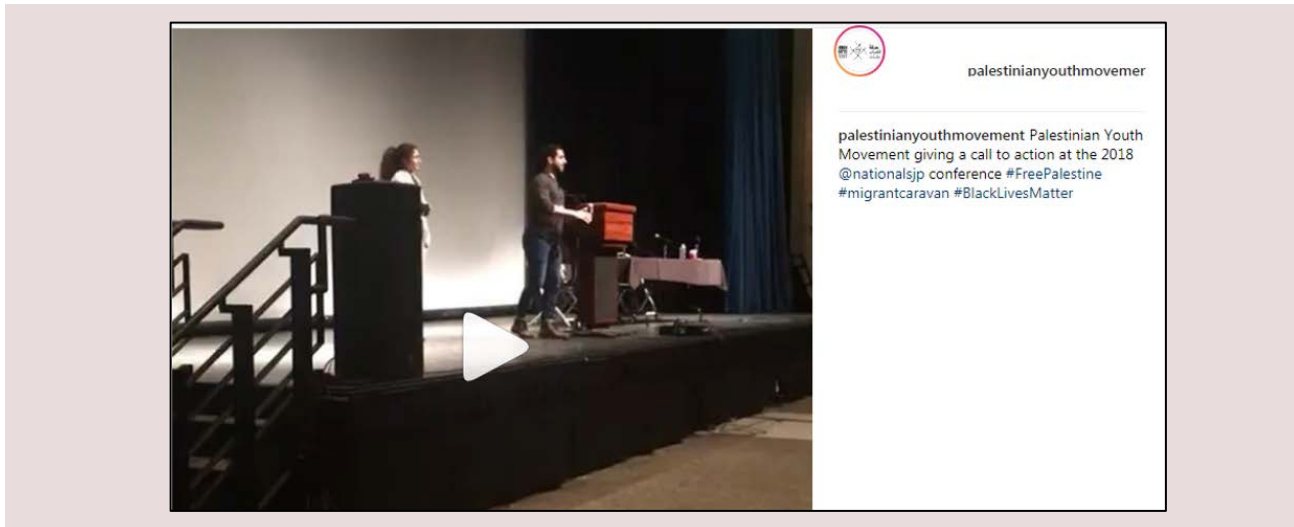 palestinianyouthmovemer
palestinianyouthmovement Palestinian Youth
Movement giving a call to action at the 2018
@nationalsjp conference #FreePalestine
#migrantcaravan #BlackLivesMatter